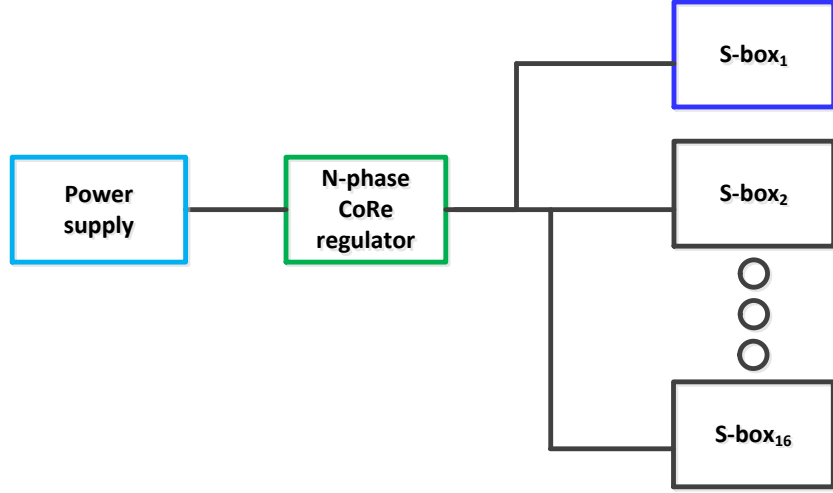 Power
supply
N-phase
CoRe
regulator
S-box₁
S-box₂
S-box₁₆